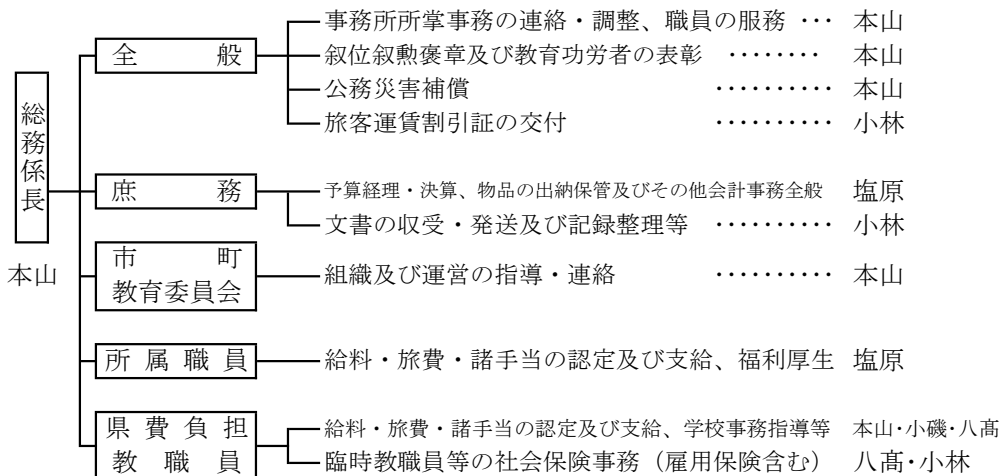 総務係長
本山
全般
事務所所掌事務の連絡・調整、職員の服務 ･･･ 本山
叙位叙勲褒章及び教育功労者の表彰 ････････ 本山
公務災害補償 ･･････････ 本山
旅客運賃割引証の交付 ･･････････ 小林
庶務
予算経理・決算、物品の出納保管及びその他会計事務全般 塩原
文書の収受・発送及び記録整理等 ･･････････ 小林
市町
教育委員会
組織及び運営の指導・連絡 ･･････････ 本山
所属職員
給料・旅費・諸手当の認定及び支給、福利厚生 塩原
県費負担
教職員
給料・旅費・諸手当の認定及び支給、学校事務指導等 本山･小磯･八髙
臨時教職員等の社会保険事務（雇用保険含む） 八髙･小林